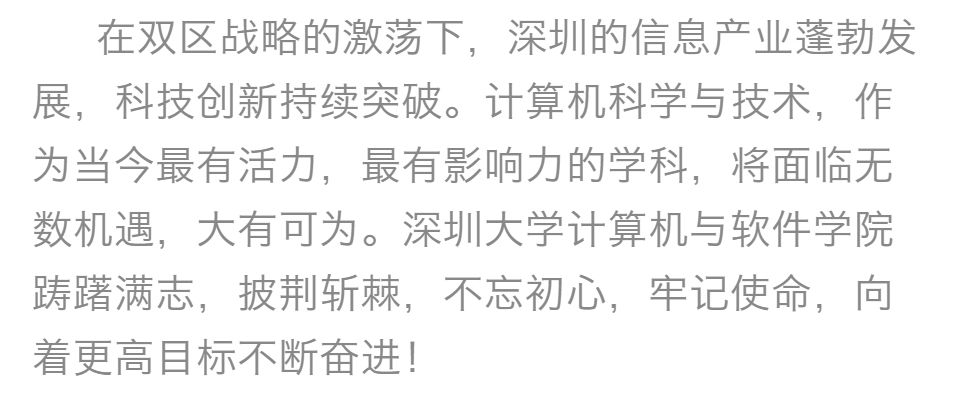 在双区战略的激荡下，深圳的信息产业蓬勃发
展，科技创新持续突破。计算机科学与技术，作
为当今最有活力，最有影响力的学科，将面临无
数机遇，大有可为。深圳大学计算机与软件学院
踌躇满志，披荆斩棘，不忘初心，牢记使命，向
着更高目标不断奋进！